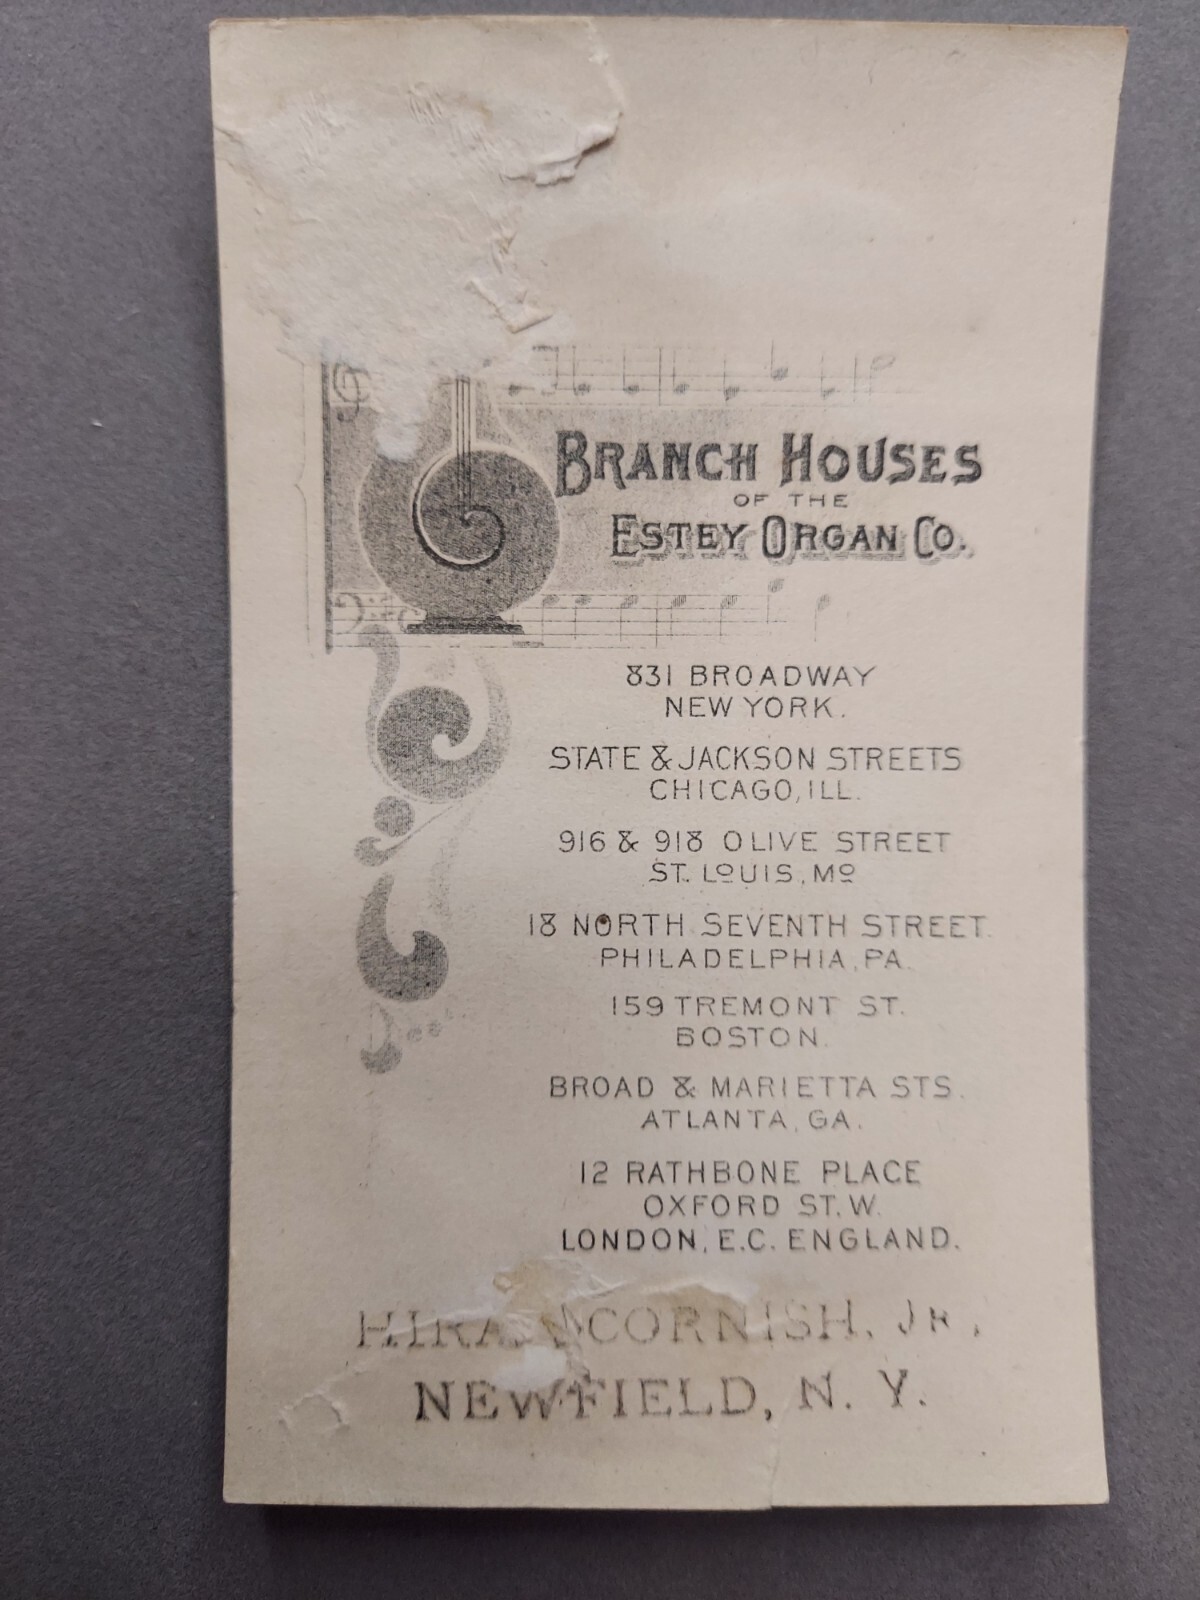 BRANCH HOUSES
OF THE
ESTEY ORGAN CO.
831 BROADWAY
NEW YORK.
STATE & JACKSON STREETS
CHICAGO, ILL.
916 & 918 OLIVE STREET
ST. LOUIS, MO
18 NORTH SEVENTH STREET.
PHILADELPHIA, PA.
159 TREMONT ST.
BOSTON.
BROAD & MARIETTA STS.
ATLANTA, GA.
12 RATHBONE PLACE
OXFORD ST. W.
LONDON, E.C. ENGLAND.
HIRAM CORNISH, JR,
NEWFIELD, N. Y.